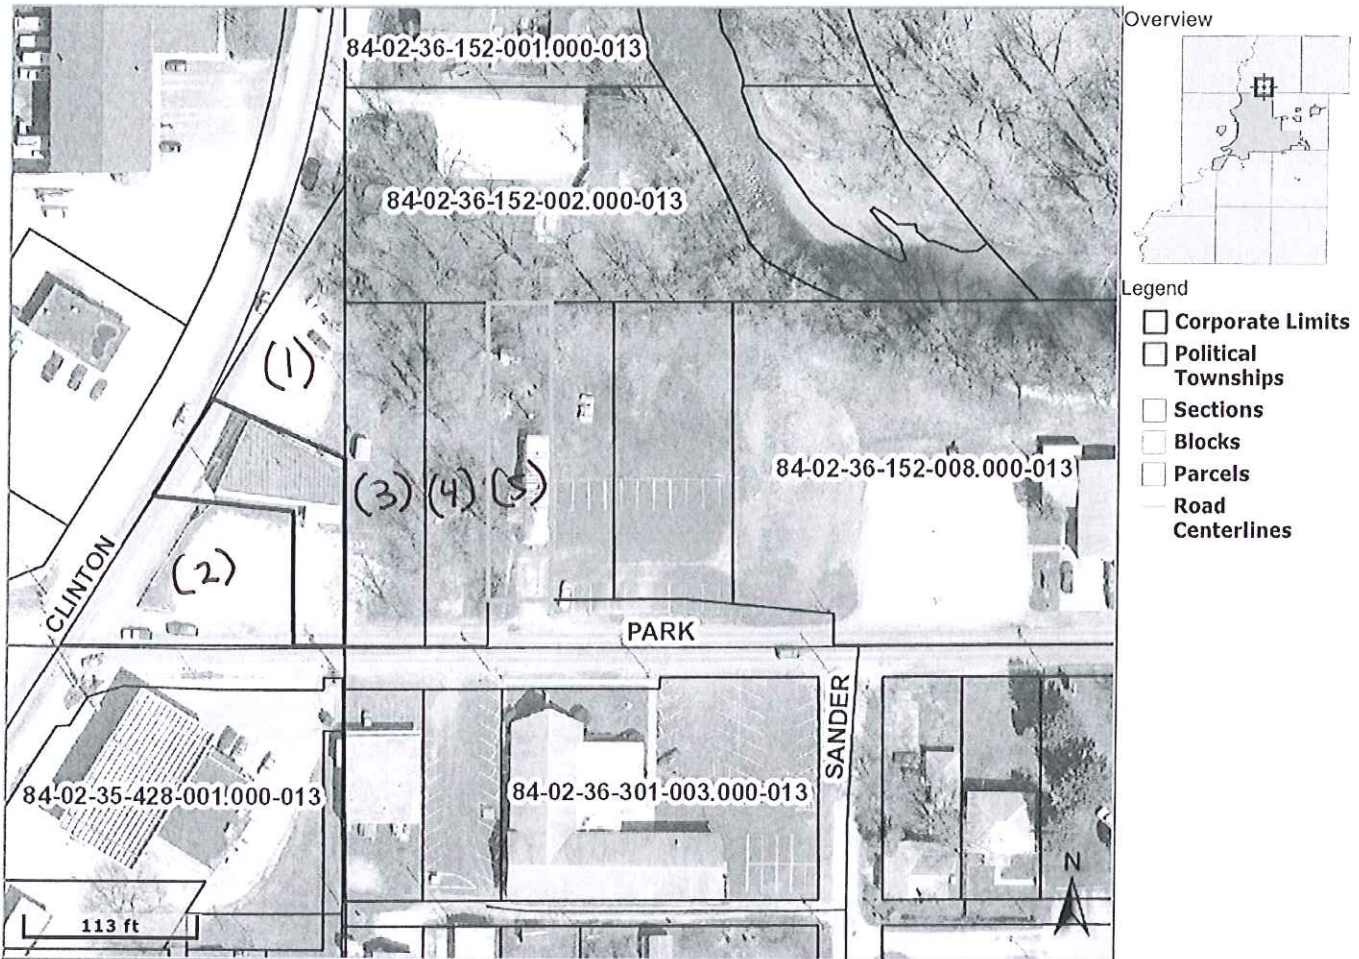 84-02-36-152-001.000-013
84-02-36-152-002.000-013
(1)
(2)
(3)
(4)
(5)
84-02-36-152-008.000-013
CLINTON
PARK
SANDER
84-02-35-428-001.000-013
84-02-36-301-003.000-013
113 ft
N
Overview
Legend
Corporate Limits
Political
Townships
Sections
Blocks
Parcels
Road
Centerlines